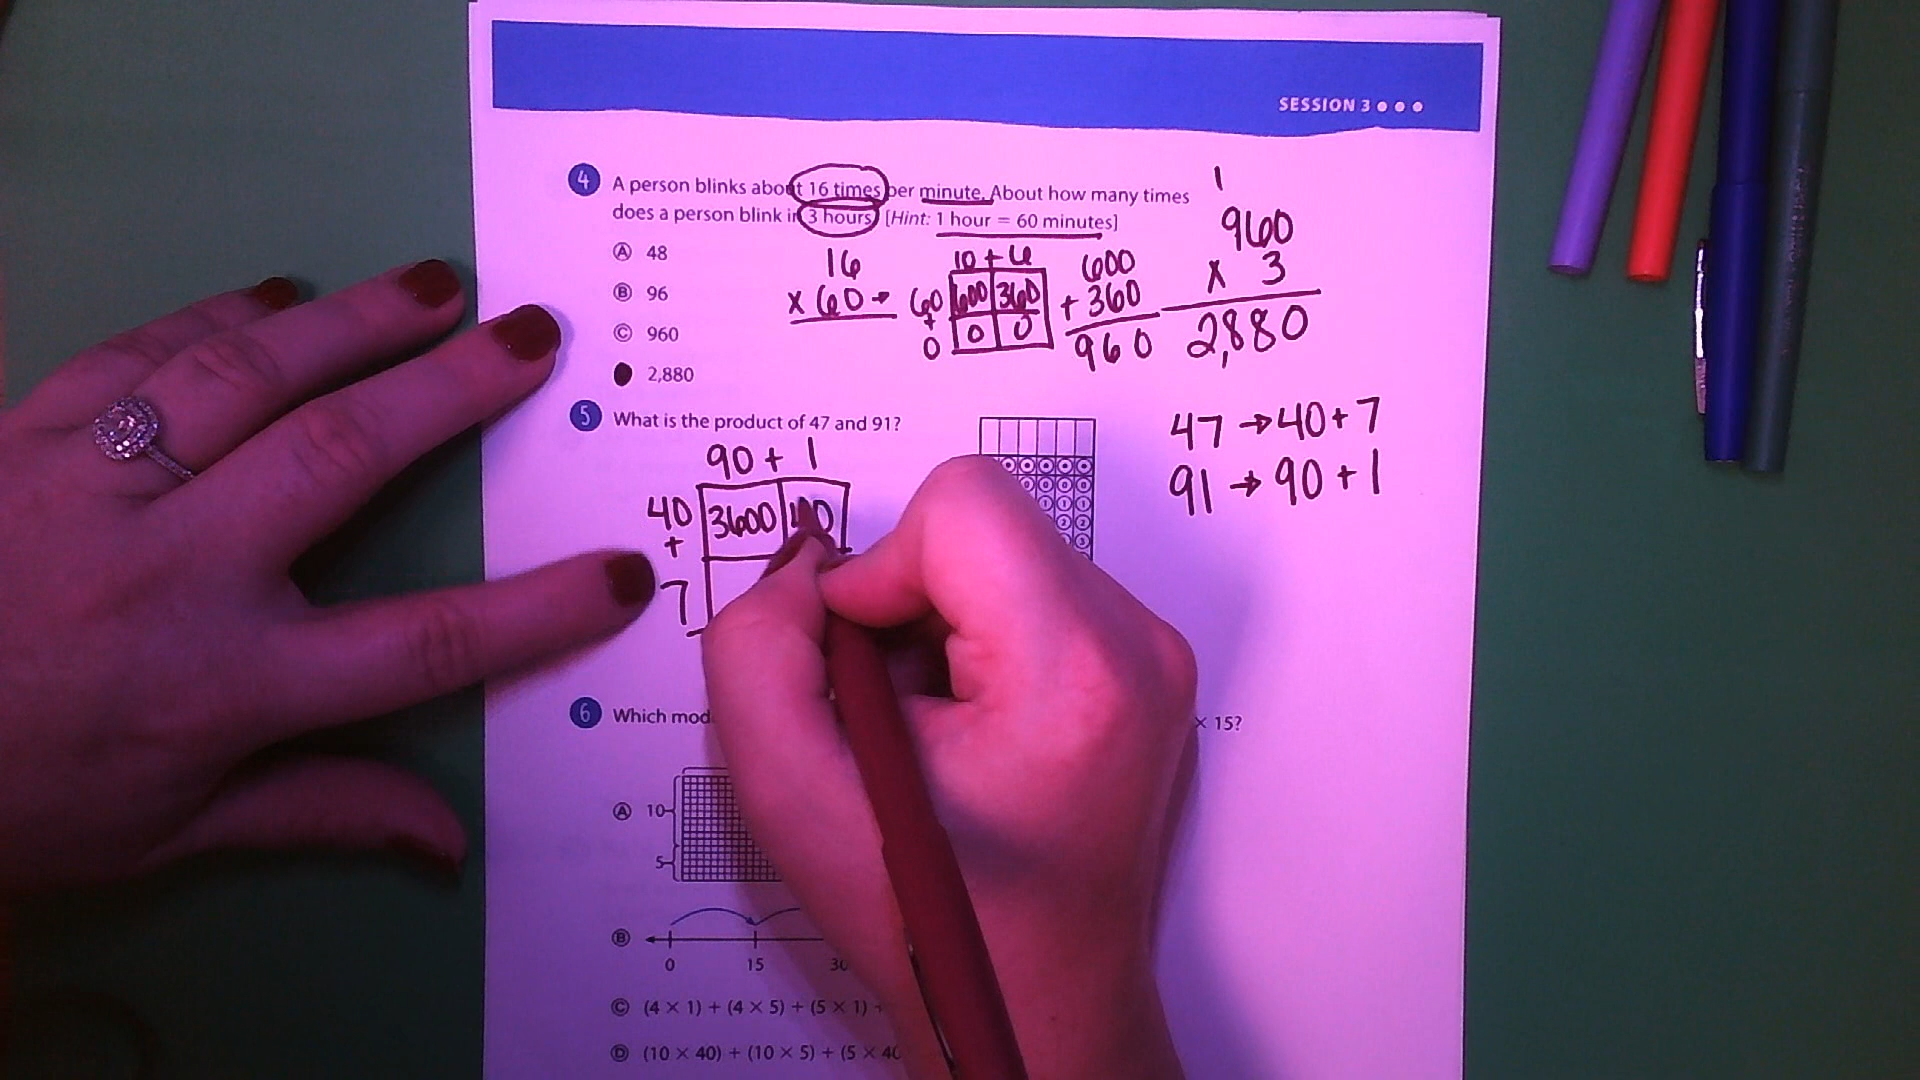 SESSION 3
4 A person blinks about 16 times per minute. About how many times
does a person blink in 3 hours? [Hint: 1 hour = 60 minutes]
A 48
B 96
C 960
2,880
16
× 60 →
10 + 6
60 600 360
+
0 0 0
600
+ 360
960
1
960
× 3
2,880
5 What is the product of 47 and 91?
90 + 1
40 3600
+
7
47 → 40 + 7
91 → 90 + 1
6 Which
× 15?
A 10
5
B
0 15 30
C (4 × 1) + (4 × 5) + (5 × 1) +
D (10 × 40) + (10 × 5) + (5 × 40